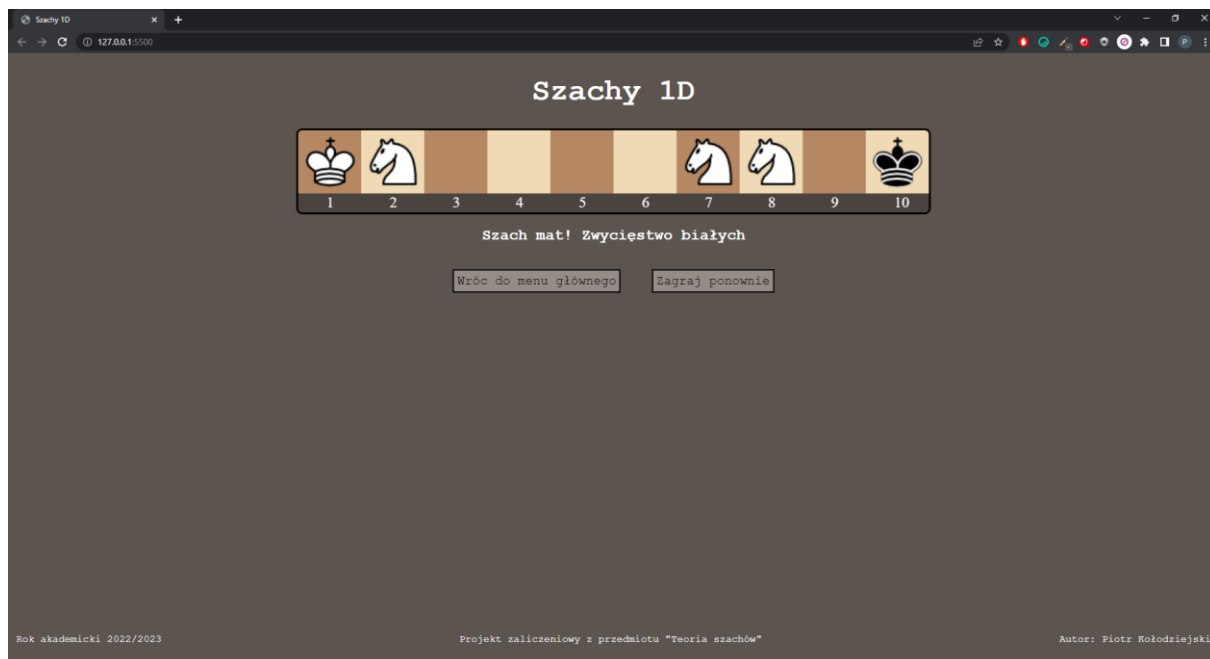 Szachy 1D
127.0.0.1:5500
P
Szachy 1D
1 2 3 4 5 6 7 8 9 10
Szach mat! Zwycięstwo białych
Wróc do menu głównego Zagraj ponownie
Rok akademicki 2022/2023 Projekt zaliczeniowy z przedmiotu "Teoria szachów" Autor: Piotr Kołodziejski